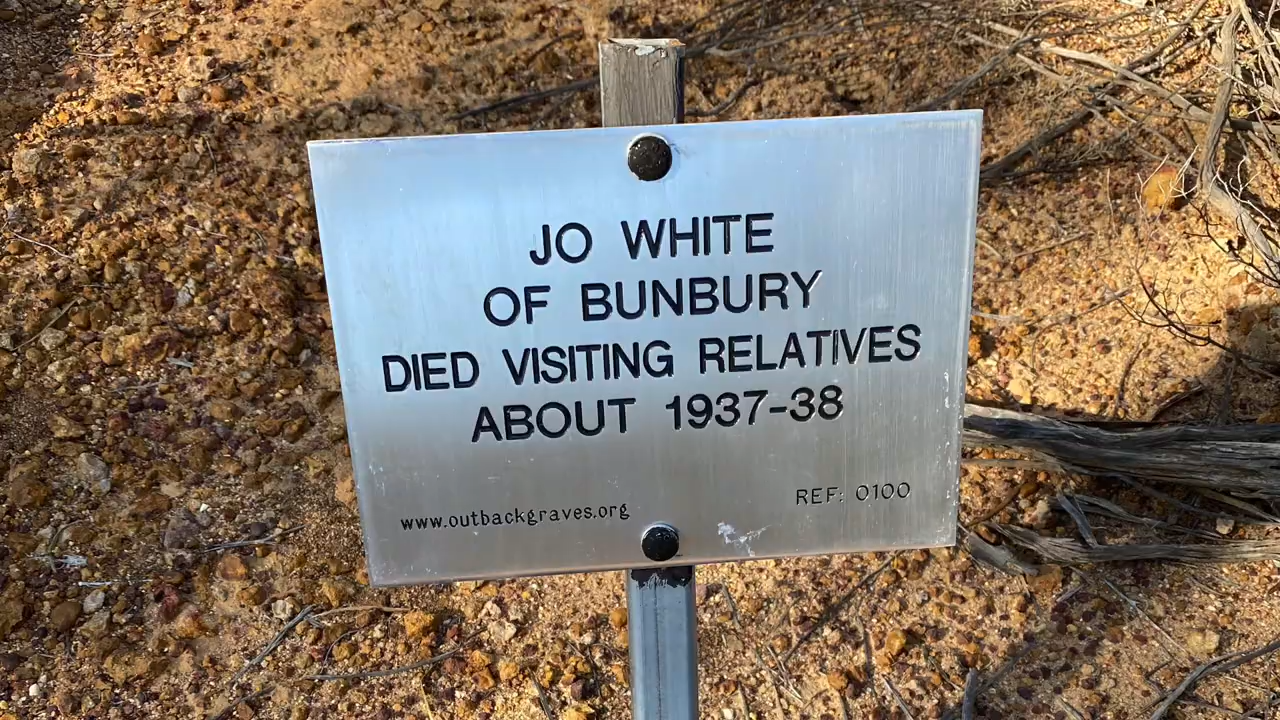 JO WHITE
OF BUNBURY
DIED VISITING RELATIVES
ABOUT 1937-38
www.outbackgraves.org
REF: 0100